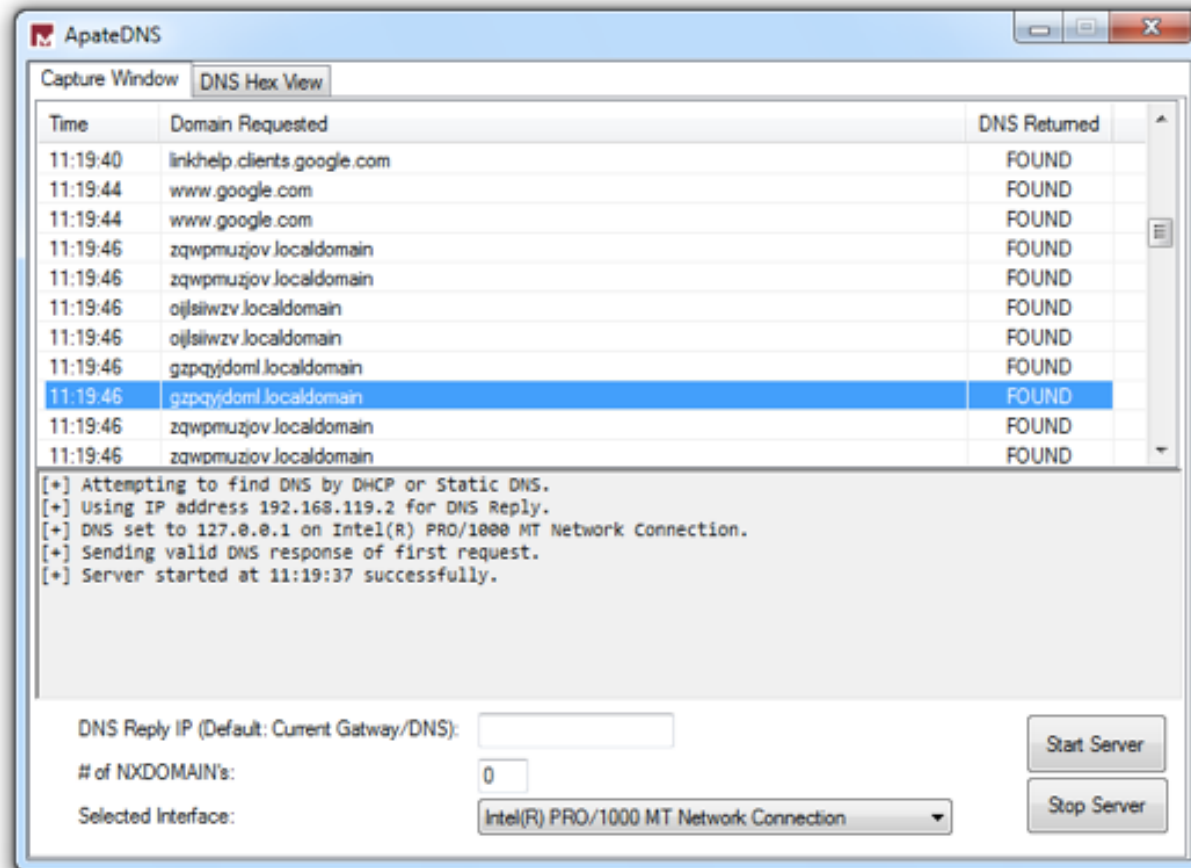 ApateDNS
Capture Window DNS Hex View
Time Domain Requested DNS Returned
11:19:40 linkhelp.clients.google.com FOUND
11:19:44 www.google.com FOUND
11:19:44 www.google.com FOUND
11:19:46 zqwpmuzjov.localdomain FOUND
11:19:46 zqwpmuzjov.localdomain FOUND
11:19:46 oijlsiiwzv.localdomain FOUND
11:19:46 oijlsiiwzv.localdomain FOUND
11:19:46 gzpqyjdoml.localdomain FOUND
11:19:46 gzpqyjdoml.localdomain FOUND
11:19:46 zqwpmuzjov.localdomain FOUND
11:19:46 zqwpmuzjov.localdomain FOUND
[+] Attempting to find DNS by DHCP or Static DNS.
[+] Using IP address 192.168.119.2 for DNS Reply.
[+] DNS set to 127.0.0.1 on Intel(R) PRO/1000 MT Network Connection.
[+] Sending valid DNS response of first request.
[+] Server started at 11:19:37 successfully.
DNS Reply IP (Default: Current Gatway/DNS):
Start Server
# of NXDOMAIN's: 0
Selected Interface: Intel(R) PRO/1000 MT Network Connection
Stop Server